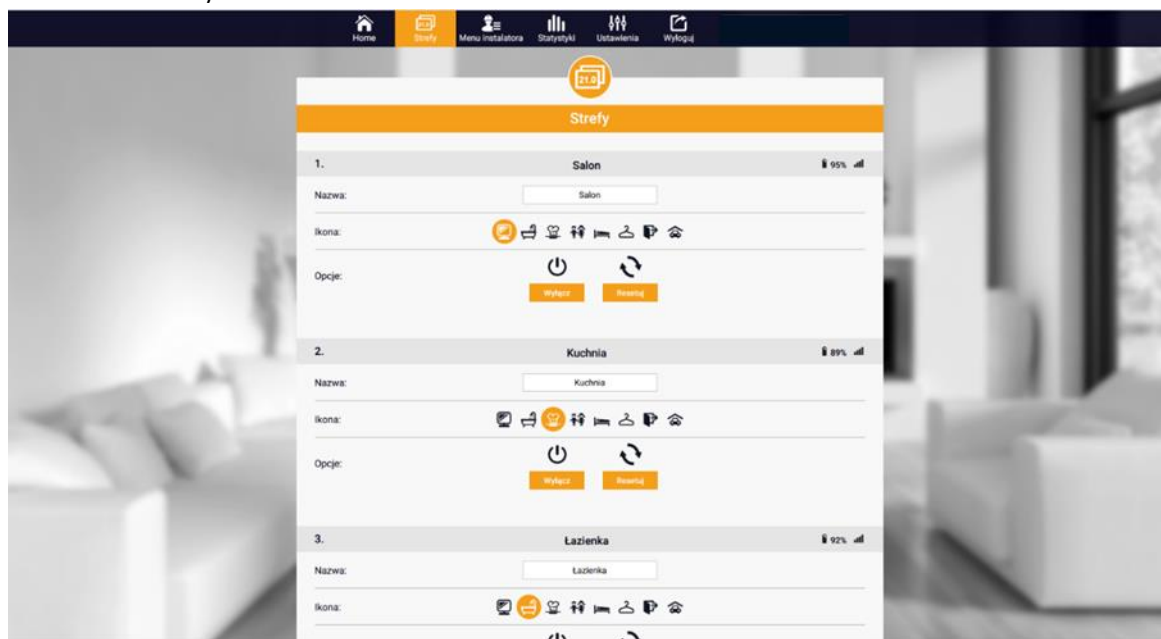 Home Strefy Menu instalatora Statystyki Ustawienia Wyloguj
21.0
Strefy
1. Salon 95%
Nazwa: Salon
Ikona:
Opcje:
Wyłącz Resetuj
2. Kuchnia 89%
Nazwa: Kuchnia
Ikona:
Opcje:
Wyłącz Resetuj
3. Łazienka 92%
Nazwa: Łazienka
Ikona: